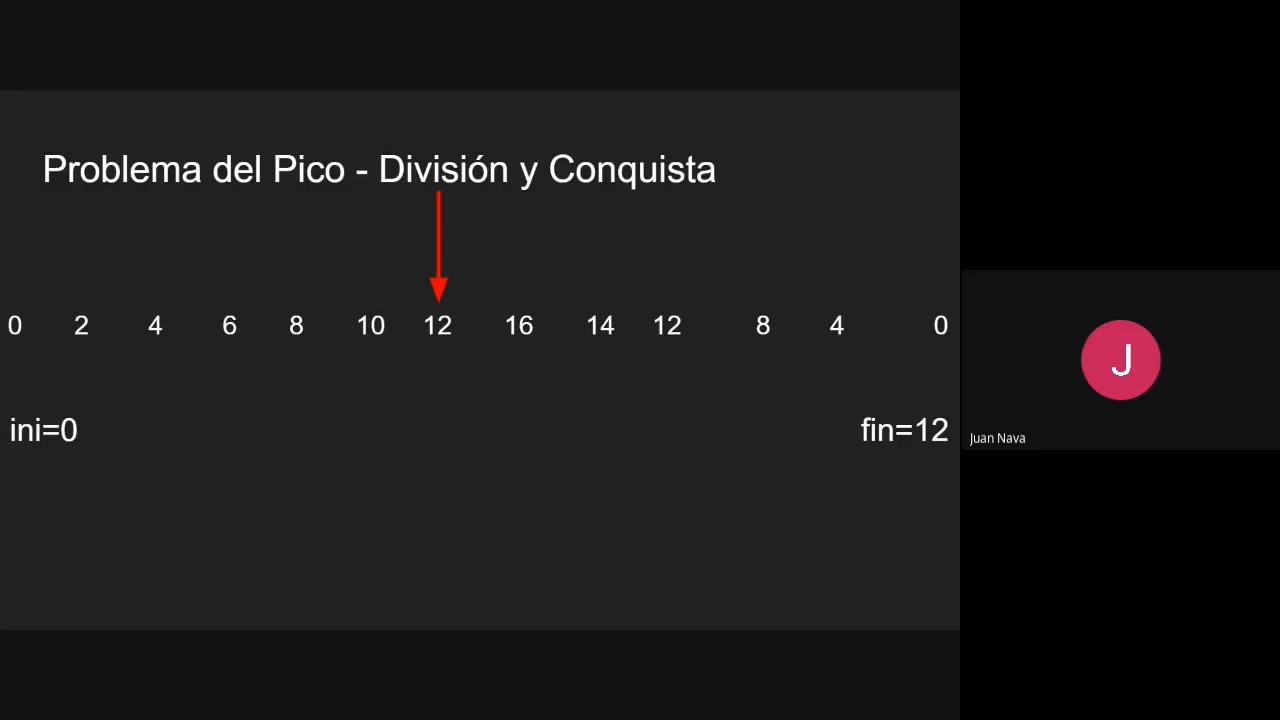 Problema del Pico - División y Conquista
0 2 4 6 8 10 12 16 14 12 8 4 0
ini=0 fin=12
J
Juan Nava